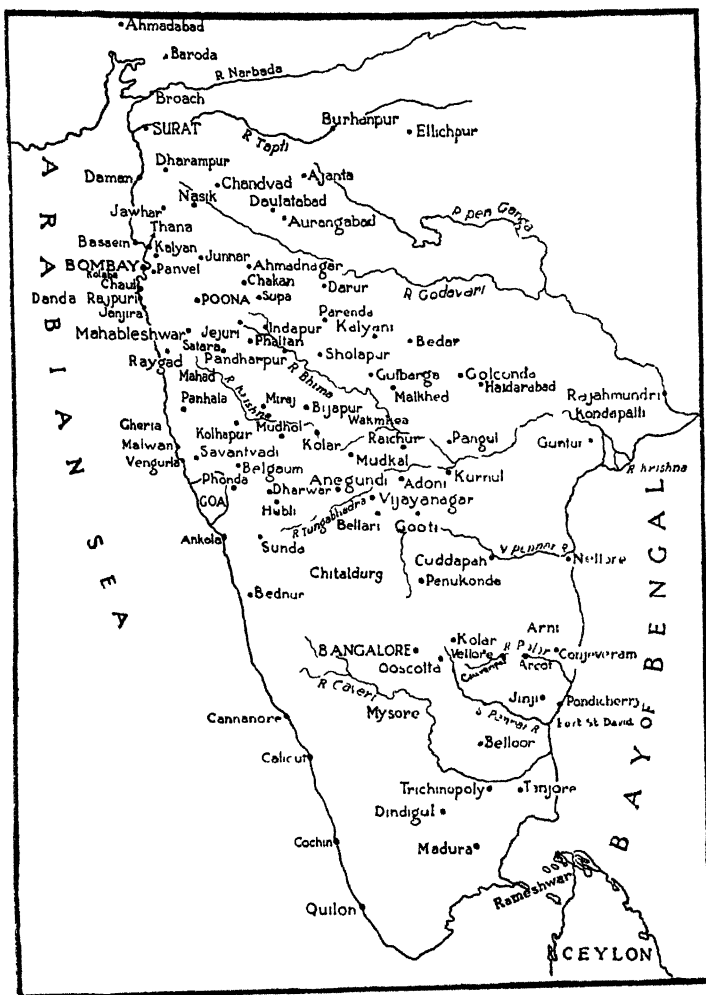 Ahmadabad
Baroda
R Narbada
Broach
SURAT
R Tapti
Burhanpur
Ellichpur
Dharampur
Daman
Chandvad
Ajanta
Nasik
Daulatabad
Aurangabad
Jawhar
Thana
Bassein
Kalyan
Junnar
BOMBAY
Panvel
Ahmadnagar
Kolaba
Chaul
Chakan
Darur
R Godavari
Danda Rajpuri
POONA
Supa
Janjira
Parenda
Mahableshwar
Jejuri
Indapur
Kalyani
Satara
Phaltan
Bedar
Raygad
Pandharpur
Sholapur
R Bhima
Mahad
Gulbarga
Golconda
R Krishna
Malkhed
Haidarabad
Panhala
Miraj
Bijapur
Rajahmundri
Kondapalli
Gheria
Kolhapur
Mudhol
Kolar
Raichur
Pangul
Guntur
Malwan
Savantvadi
Mudkal
R Krishna
Vengurla
Belgaum
Phonda
Anegundi
Adoni
Kurnul
GOA
Dharwar
Hubli
Vijayanagar
R Tungabhadra
Bellari
Gooti
Ankola
Sunda
Cuddapah
Nellore
Chitaldurg
Penukonda
Bednur
Arni
Kolar
BANGALORE
Vellore
R Palar
Conjeveram
Ooscotta
Arcot
R Caveri
Jinji
Pondicherry
Cannanore
Mysore
Fort St David
Belloor
Calicut
Trichinopoly
Tanjore
Dindigul
Cochin
Madura
Rameshwar
Quilon
CEYLON
ARABIAN SEA
BAY OF BENGAL